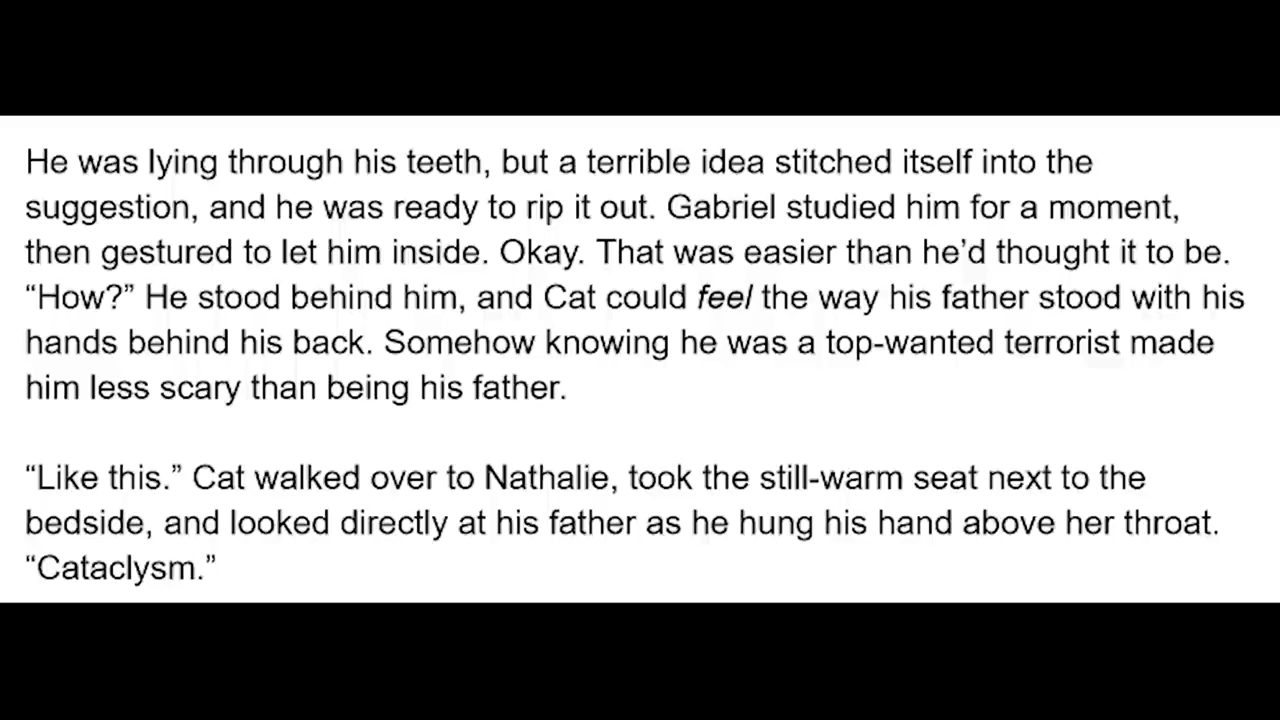 He was lying through his teeth, but a terrible idea stitched itself into the
suggestion, and he was ready to rip it out. Gabriel studied him for a moment,
then gestured to let him inside. Okay. That was easier than he’d thought it to be.
“How?” He stood behind him, and Cat could feel the way his father stood with his
hands behind his back. Somehow knowing he was a top-wanted terrorist made
him less scary than being his father.
“Like this.” Cat walked over to Nathalie, took the still-warm seat next to the
bedside, and looked directly at his father as he hung his hand above her throat.
“Cataclysm.”